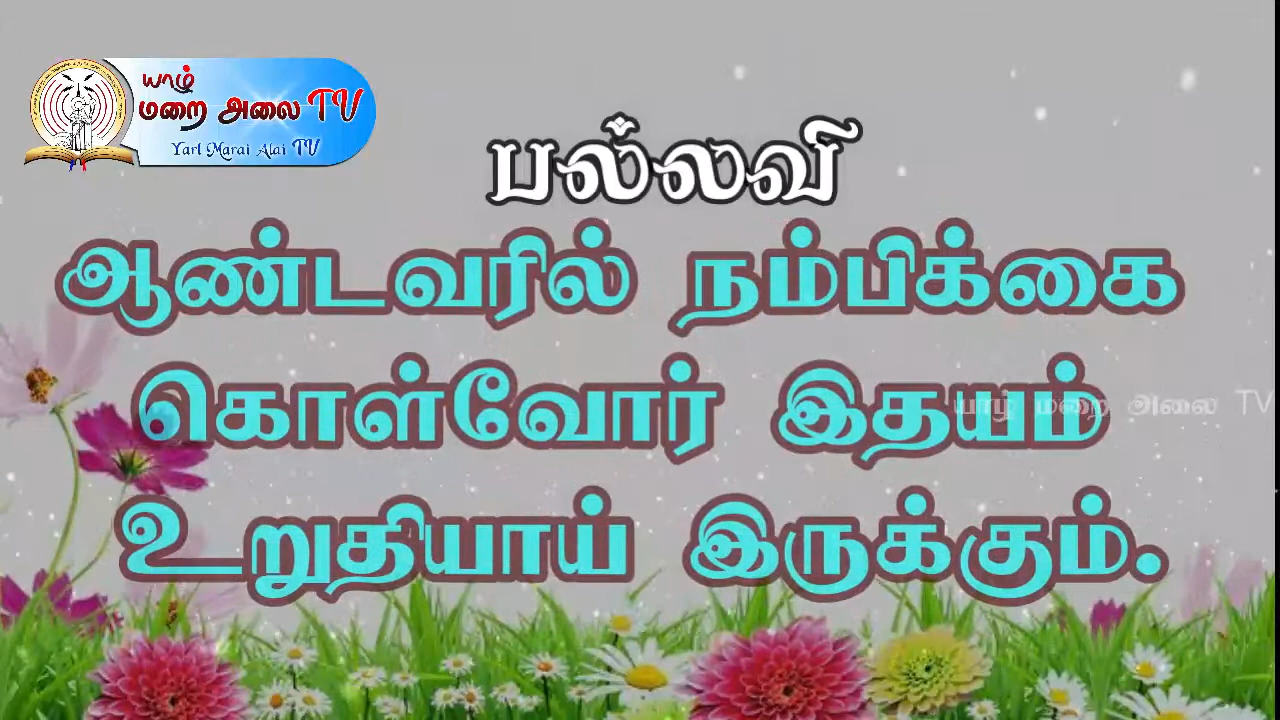 யாழ்
மறை அலை TV
Yarl Marai Alai TV
பல்லவி
ஆண்டவரில் நம்பிக்கை
கொள்வோர் இதயம்
யாழ் மறை அலை TV
உறுதியாய் இருக்கும்.